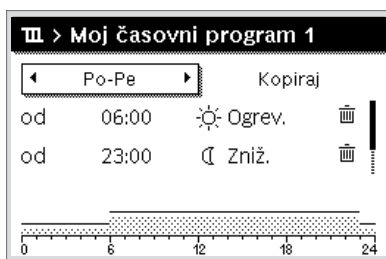 > Moj časovni program 1
Po-Pe Kopiraj
od 06:00 Ogrev.
od 23:00 Zniž.
0 6 12 18 24